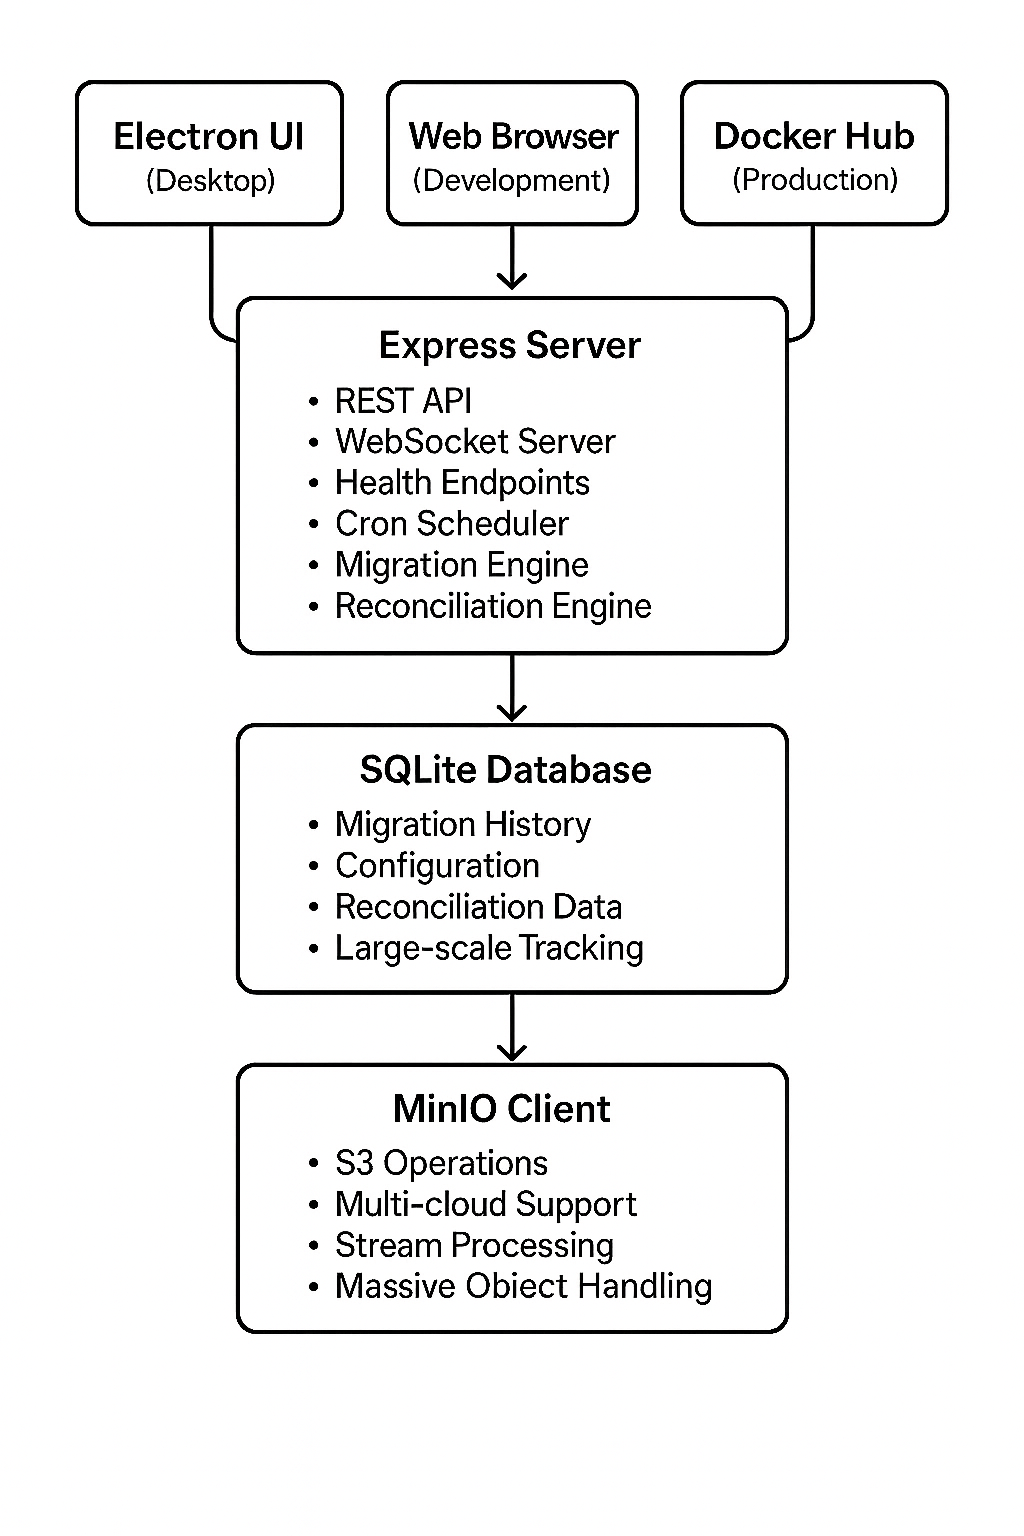 Electron UI
(Desktop)
Web Browser
(Development)
Docker Hub
(Production)
Express Server
• REST API
• WebSocket Server
• Health Endpoints
• Cron Scheduler
• Migration Engine
• Reconciliation Engine
SQLite Database
• Migration History
• Configuration
• Reconciliation Data
• Large-scale Tracking
MinIO Client
• S3 Operations
• Multi-cloud Support
• Stream Processing
• Massive Obiect Handling